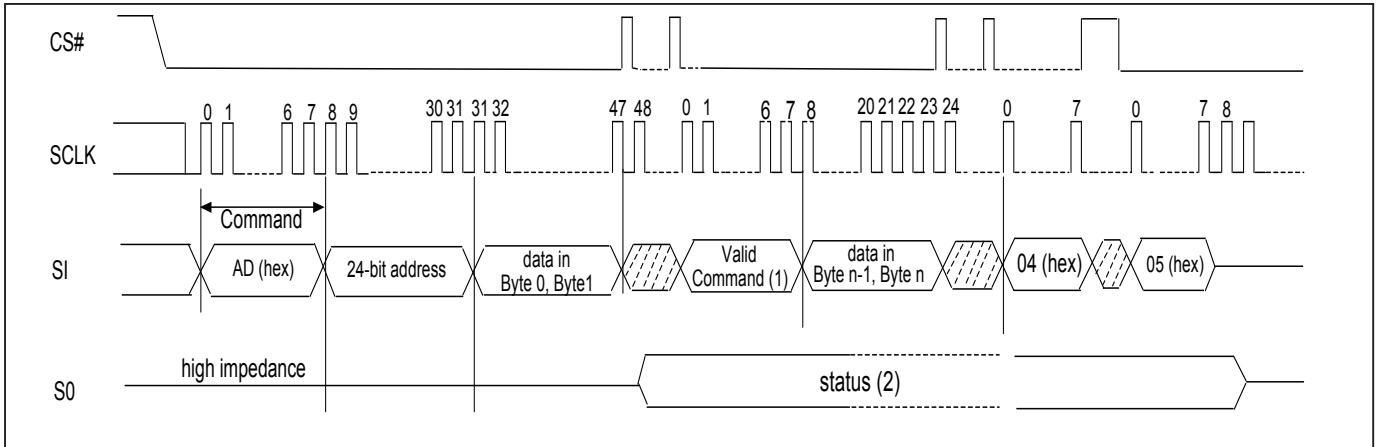 CS#
0 1 6 7 8 9 30 31 31 32 47 48 0 1 6 7 8 20 21 22 23 24 0 7 0 7 8
SCLK
Command
SI
AD (hex)
24-bit address
data in
Byte 0, Byte1
Valid
Command (1)
data in
Byte n-1, Byte n
04 (hex)
05 (hex)
S0
high impedance
status (2)